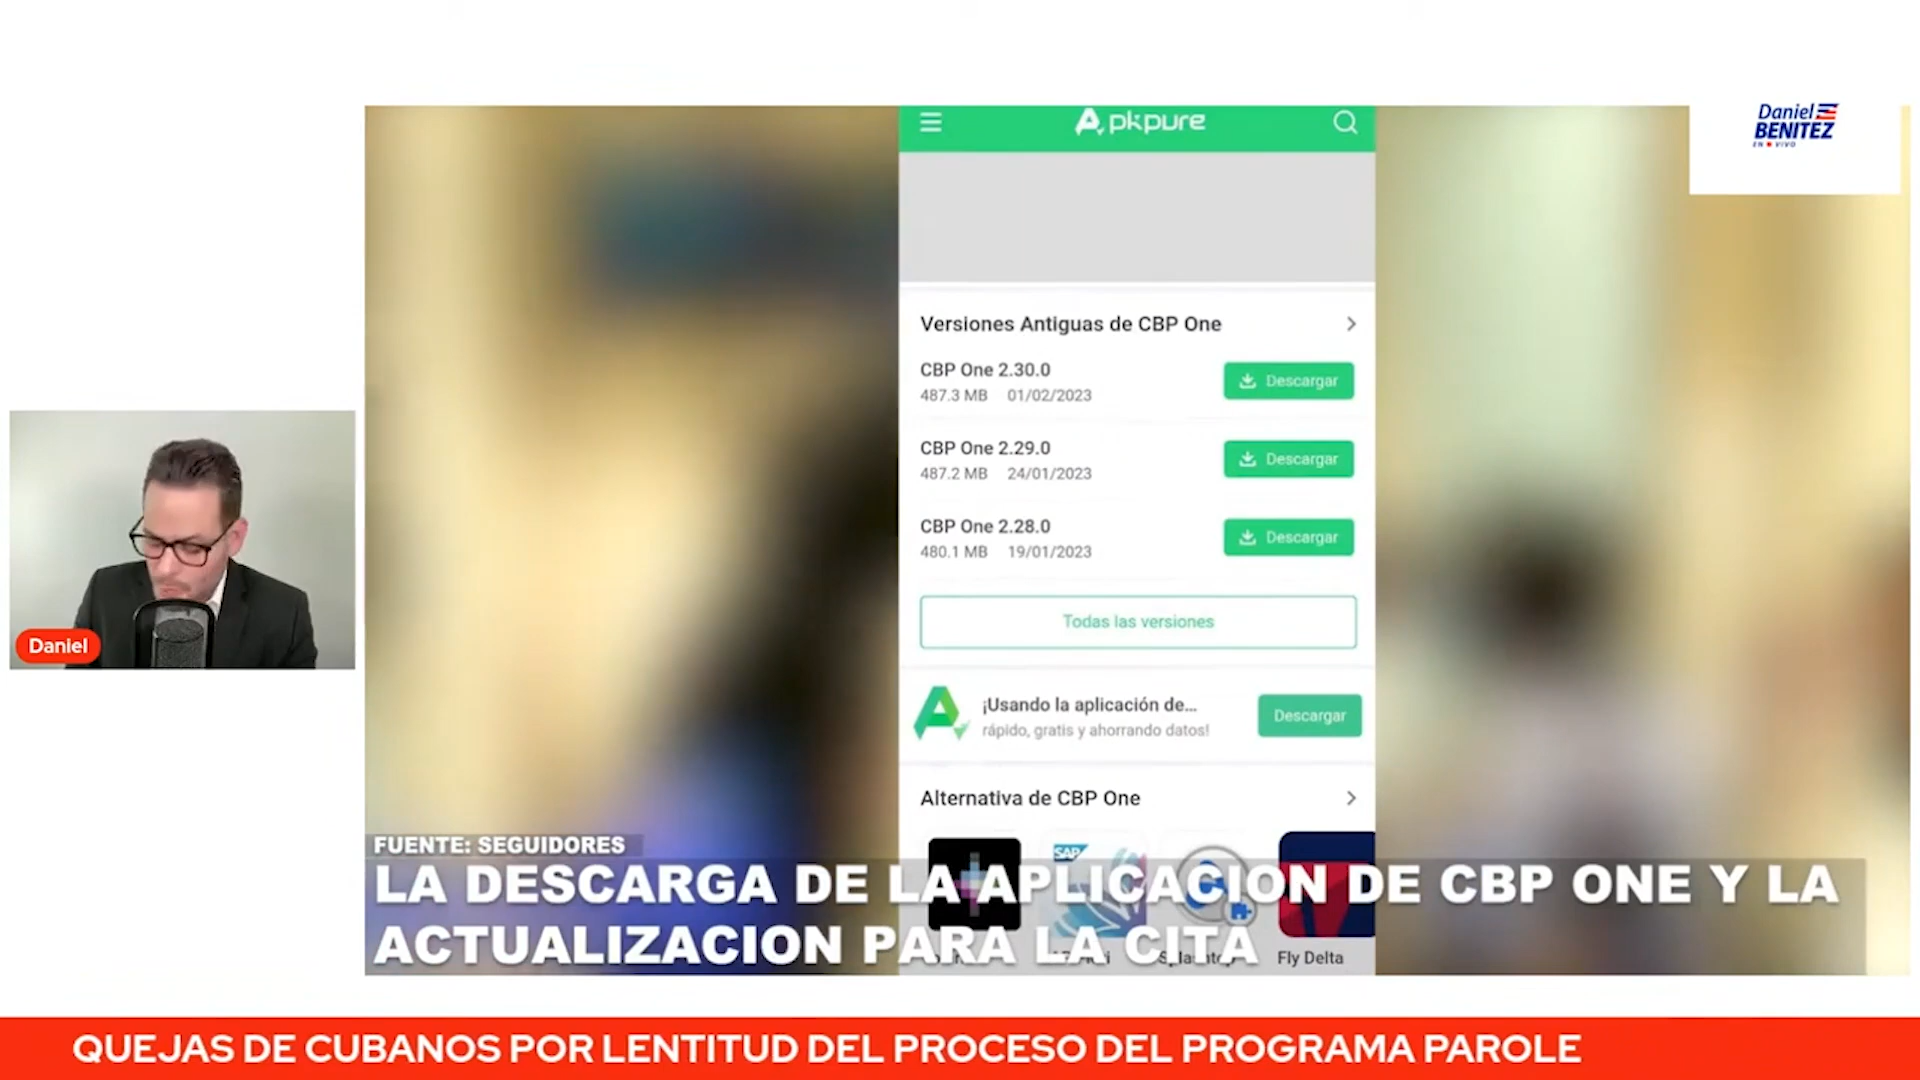 Apkpure
Daniel
BENITEZ
EN VIVO
Versiones Antiguas de CBP One
CBP One 2.30.0
487.3 MB 01/02/2023
Descargar
CBP One 2.29.0
487.2 MB 24/01/2023
Descargar
CBP One 2.28.0
480.1 MB 19/01/2023
Descargar
Todas las versiones
¡Usando la aplicación de...
rápido, gratis y ahorrando datos!
Descargar
Alternativa de CBP One
SAP
Fly Delta
Daniel
FUENTE: SEGUIDORES
LA DESCARGA DE LA APLICACION DE CBP ONE Y LA
ACTUALIZACION PARA LA CITA
QUEJAS DE CUBANOS POR LENTITUD DEL PROCESO DEL PROGRAMA PAROLE